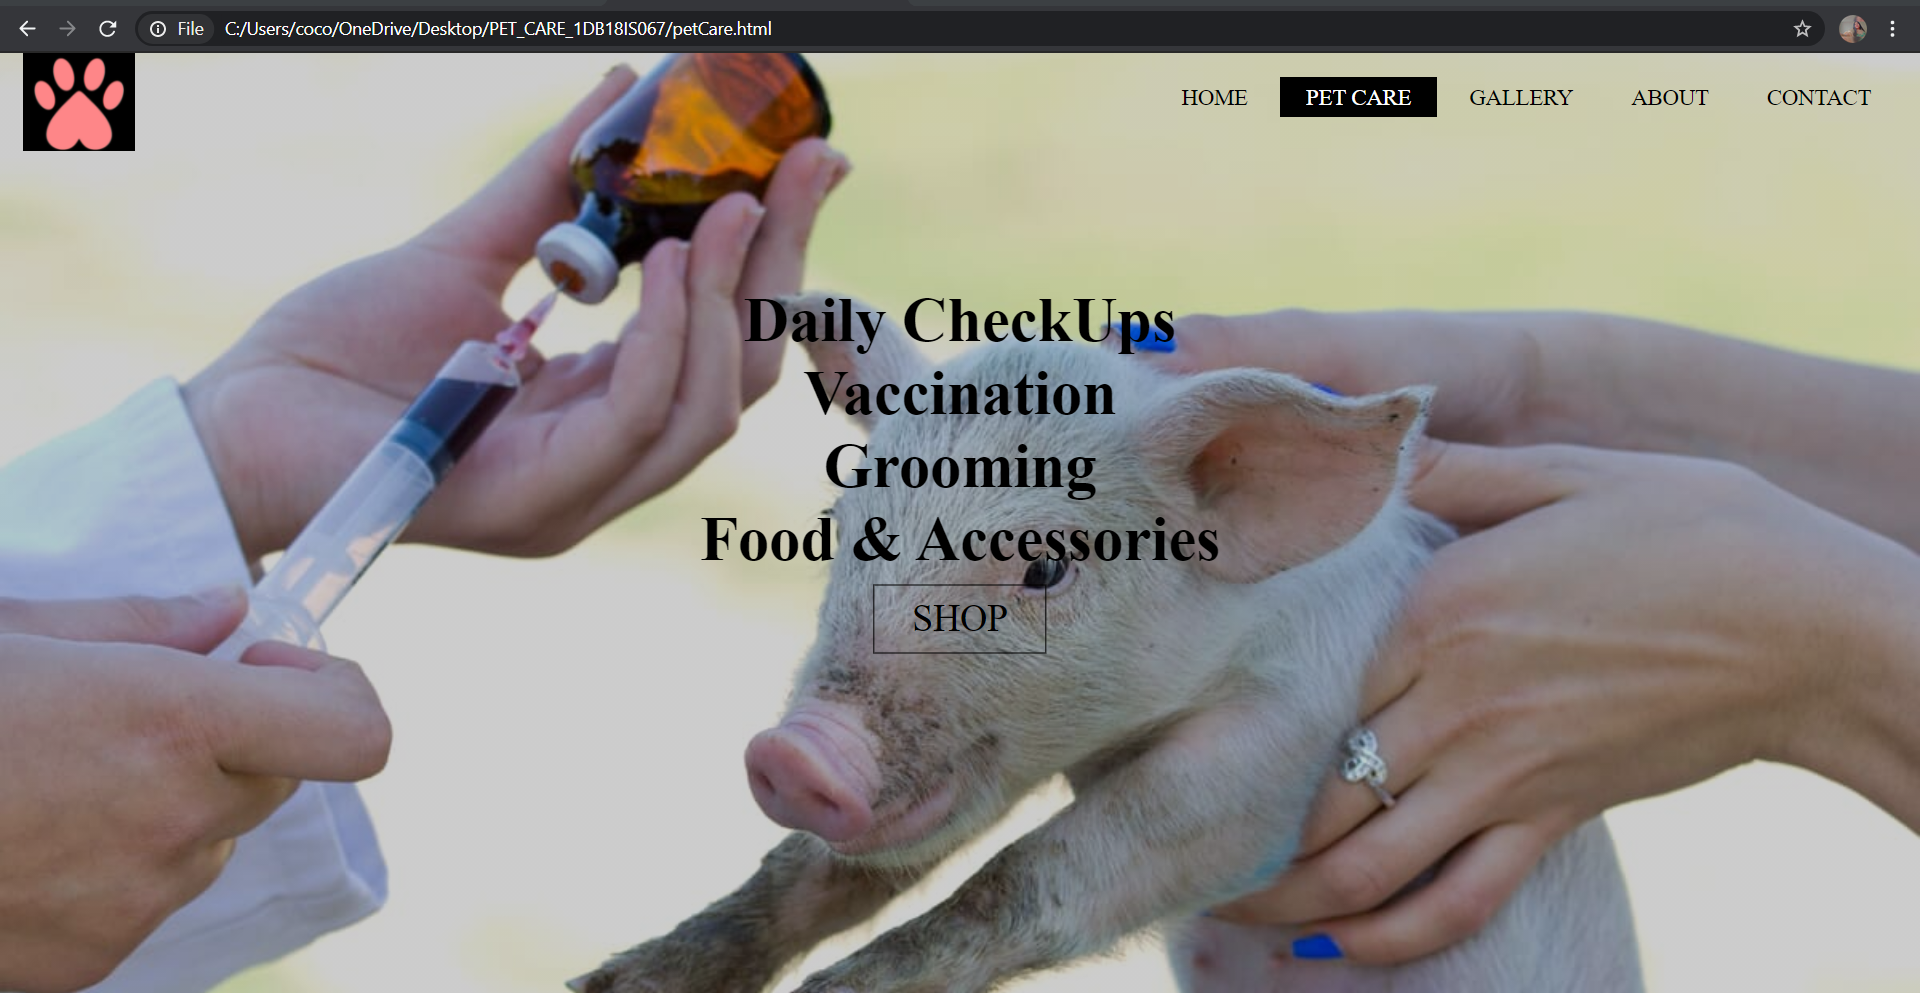 File C:/Users/coco/OneDrive/Desktop/PET_CARE_1DB18IS067/petCare.html
HOME PET CARE GALLERY ABOUT CONTACT
Daily CheckUps
Vaccination
Grooming
Food & Accessories
SHOP